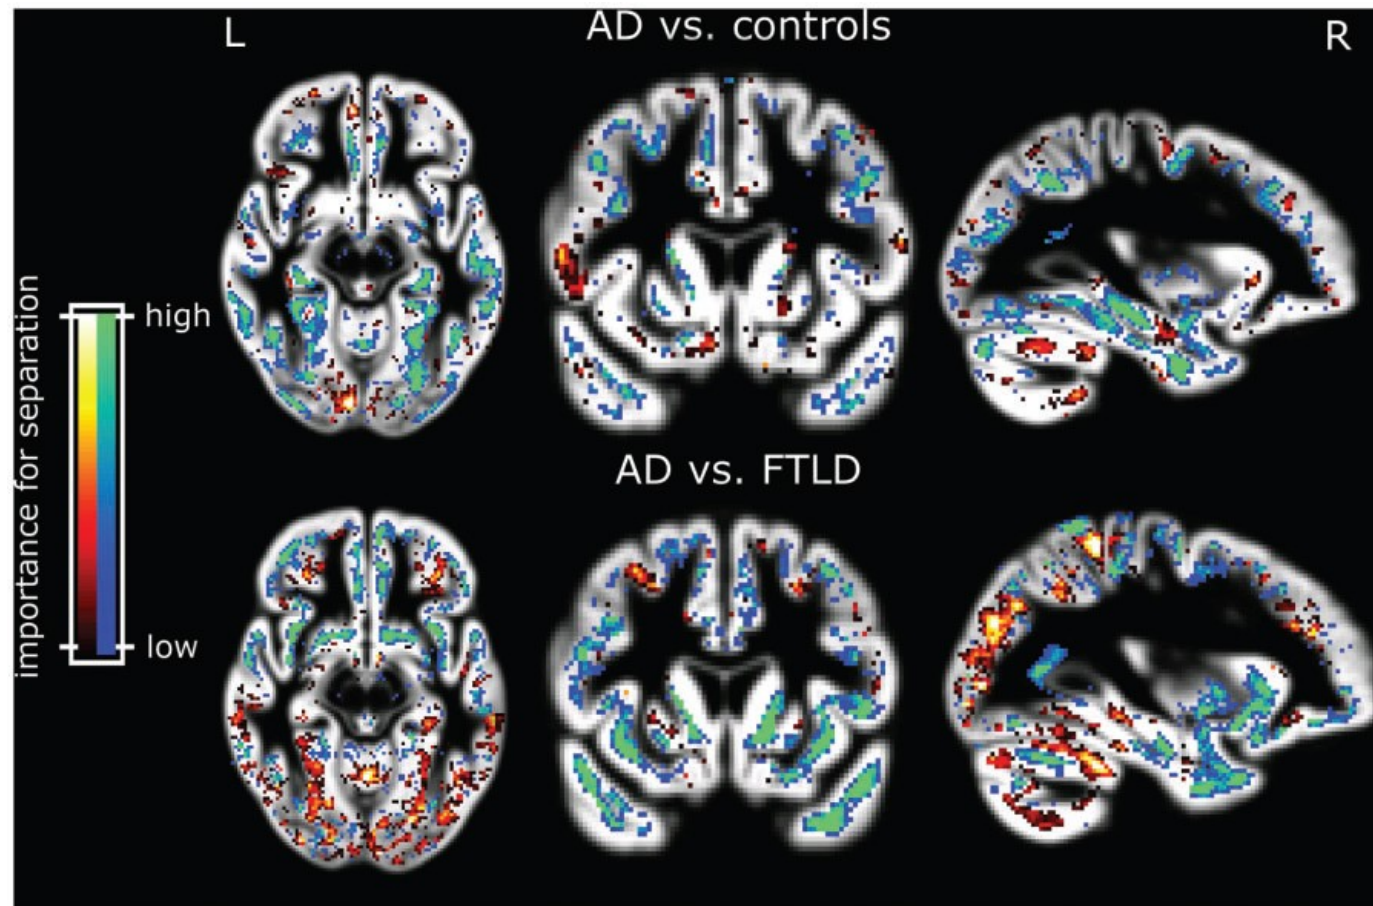 AD vs. controls
L
R
importance for separation
high
low
AD vs. FTLD